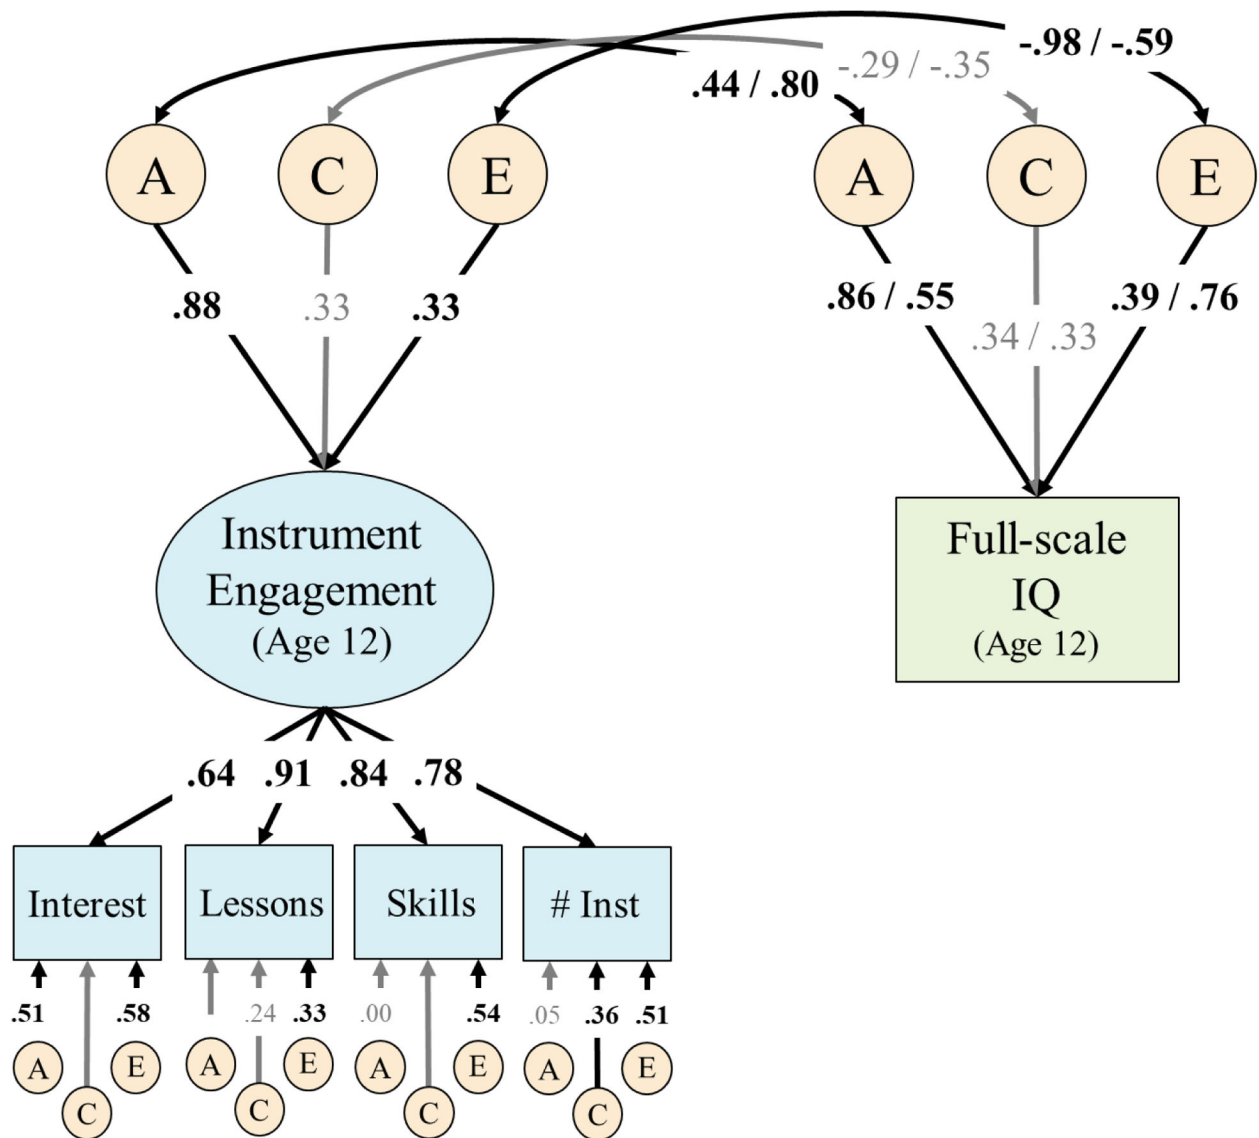 -.98 / -.59
-.29 / -.35
.44 / .80
A C E A C E
.88 .33 .33 .86 / .55 .34 / .33 .39 / .76
Instrument
Engagement
(Age 12)
Full-scale
IQ
(Age 12)
.64 .91 .84 .78
Interest Lessons Skills # Inst
.51 .58 .24 .33 .00 .54 .05 .36 .51
A E A E A E A E
C C C C